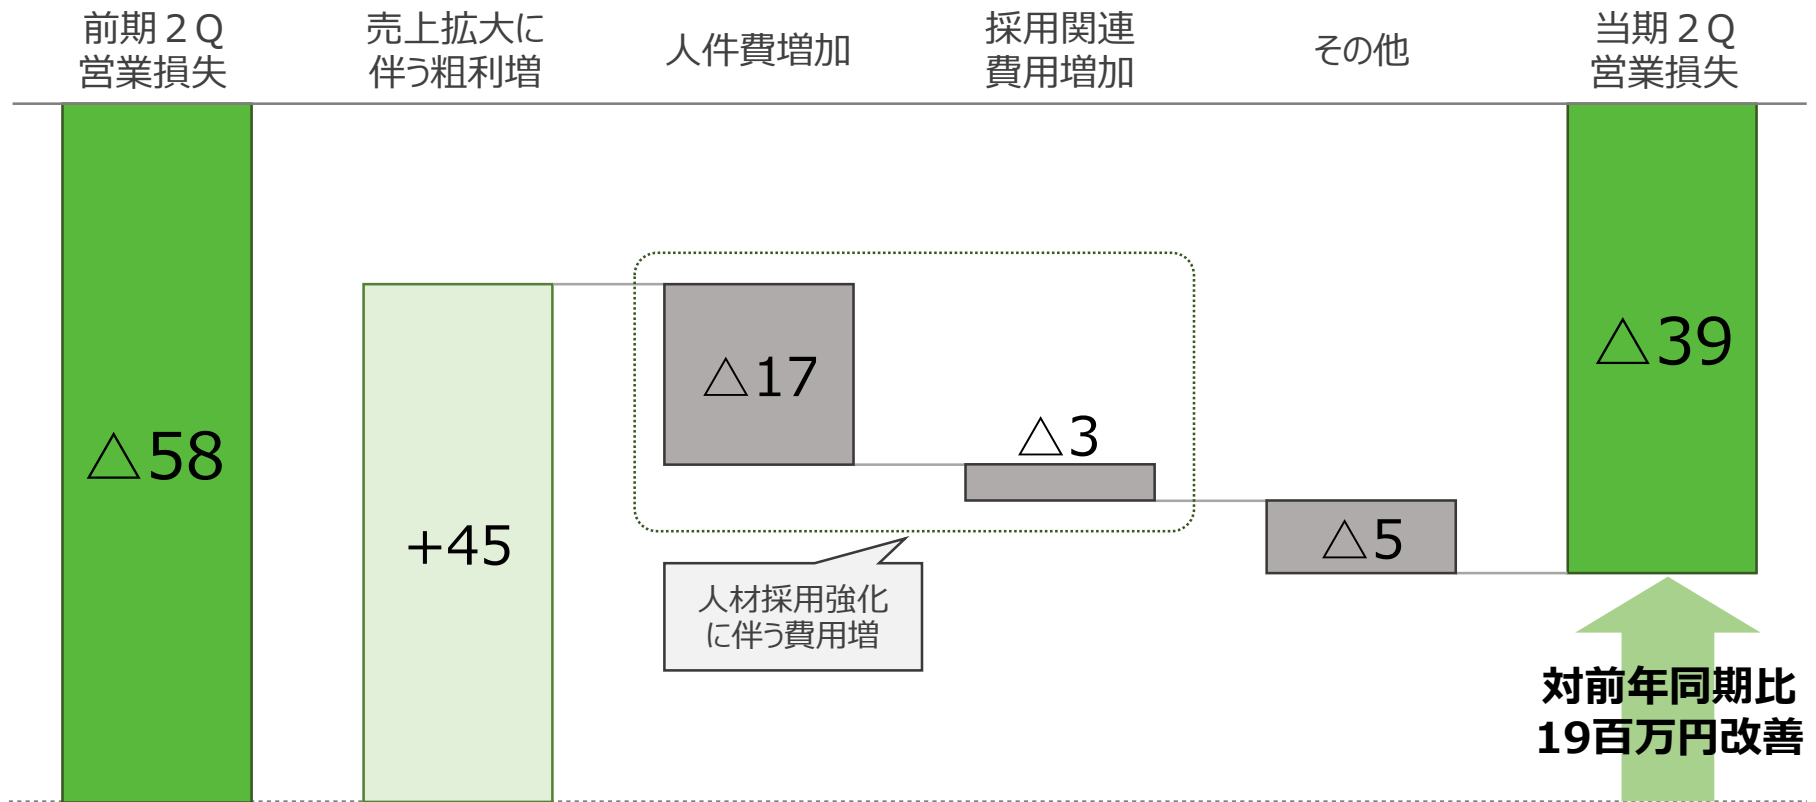 前期２Q
営業損失
売上拡大に
伴う粗利増
人件費増加
採用関連
費用増加
その他
当期２Q
営業損失
△58
+45
△17
△3
△5
△39
人材採用強化
に伴う費用増
対前年同期比
19百万円改善